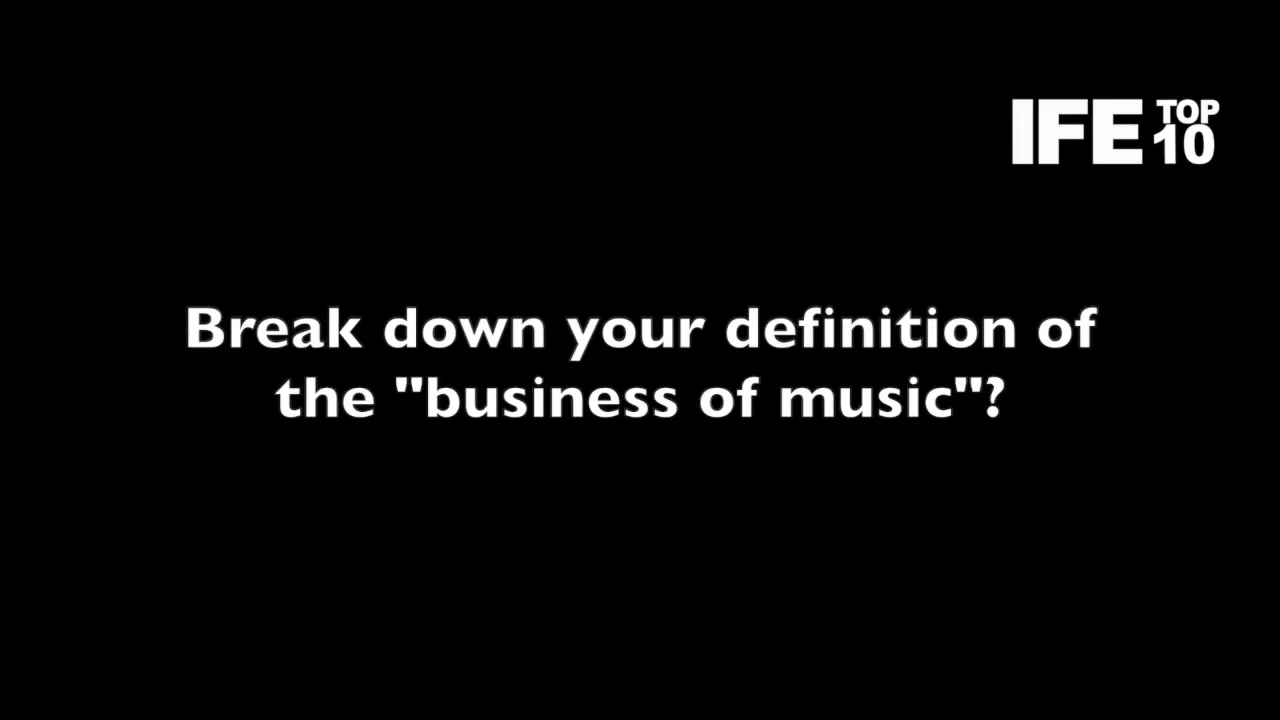 IFE TOP 10
Break down your definition of
the "business of music"?